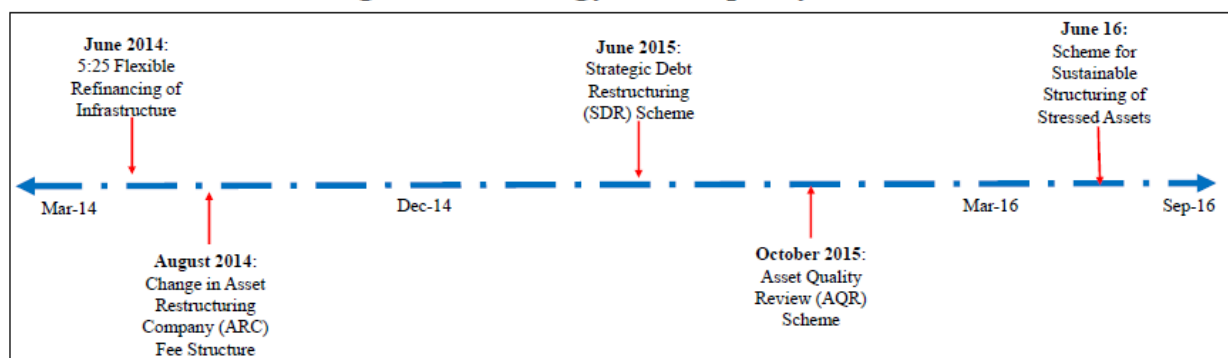 June 2014:
5:25 Flexible
Refinancing of
Infrastructure
June 2015:
Strategic Debt
Restructuring
(SDR) Scheme
June 16:
Scheme for
Sustainable
Structuring of
Stressed Assets
Mar-14
Dec-14
Mar-16
Sep-16
August 2014:
Change in Asset
Restructuring
Company (ARC)
Fee Structure
October 2015:
Asset Quality
Review (AQR)
Scheme